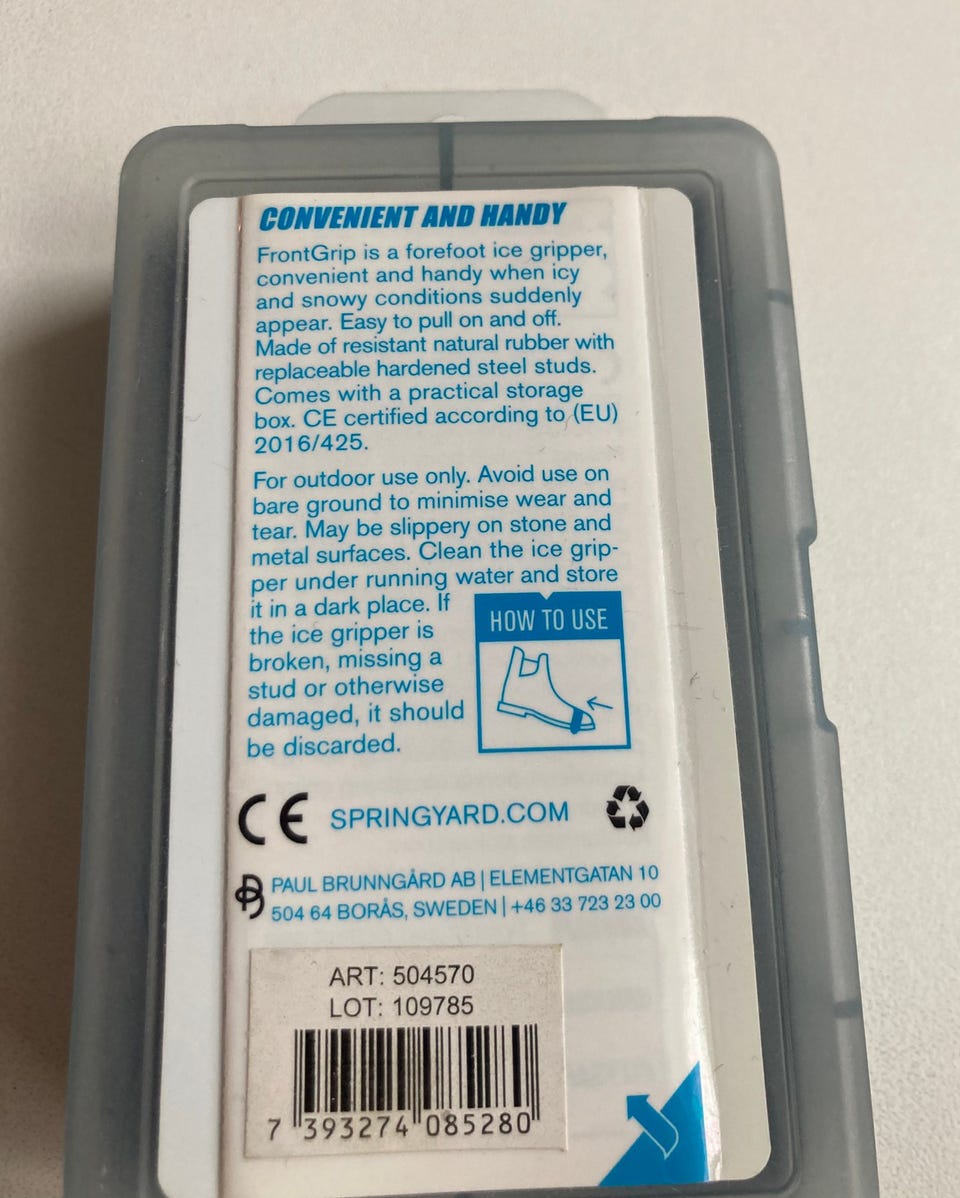 CONVENIENT AND HANDY
FrontGrip is a forefoot ice gripper,
convenient and handy when icy
and snowy conditions suddenly
appear. Easy to pull on and off.
Made of resistant natural rubber with
replaceable hardened steel studs.
Comes with a practical storage
box. CE certified according to (EU)
2016/425.
For outdoor use only. Avoid use on
bare ground to minimise wear and
tear. May be slippery on stone and
metal surfaces. Clean the ice grip-
per under running water and store
it in a dark place. If
the ice gripper is
broken, missing a
stud or otherwise
damaged, it should
be discarded.
HOW TO USE
CE SPRINGYARD.COM
PAUL BRUNNGÅRD AB | ELEMENTGATAN 10
504 64 BORÅS, SWEDEN | +46 33 723 23 00
ART: 504570
LOT: 109785
7 393274 085280